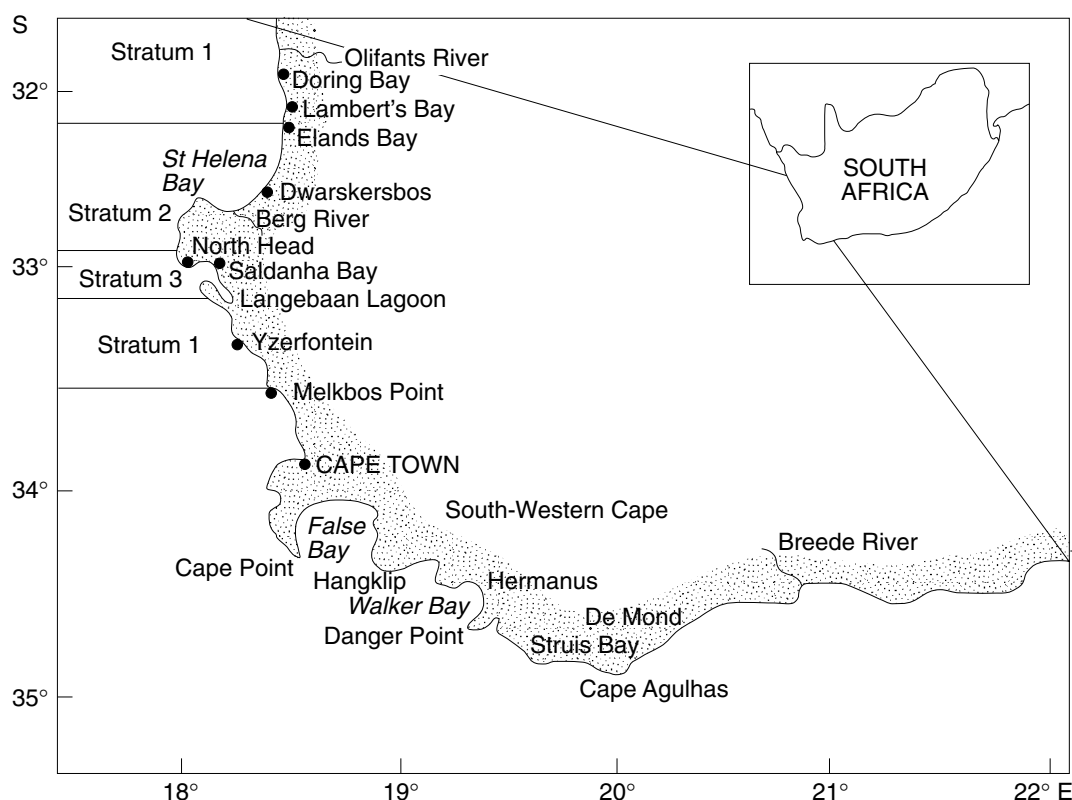 S
Stratum 1
Olifants River
Doring Bay
32°
Lambert's Bay
Elands Bay
St Helena
Bay
Dwarskersbos
Stratum 2
Berg River
North Head
33°
Saldanha Bay
Stratum 3
Langebaan Lagoon
Stratum 1
Yzerfontein
Melkbos Point
CAPE TOWN
34°
South-Western Cape
False
Bay
Breede River
Cape Point
Hangklip
Hermanus
Walker Bay
De Mond
Danger Point
Struis Bay
Cape Agulhas
35°
18°
19°
20°
21°
22° E
SOUTH
AFRICA